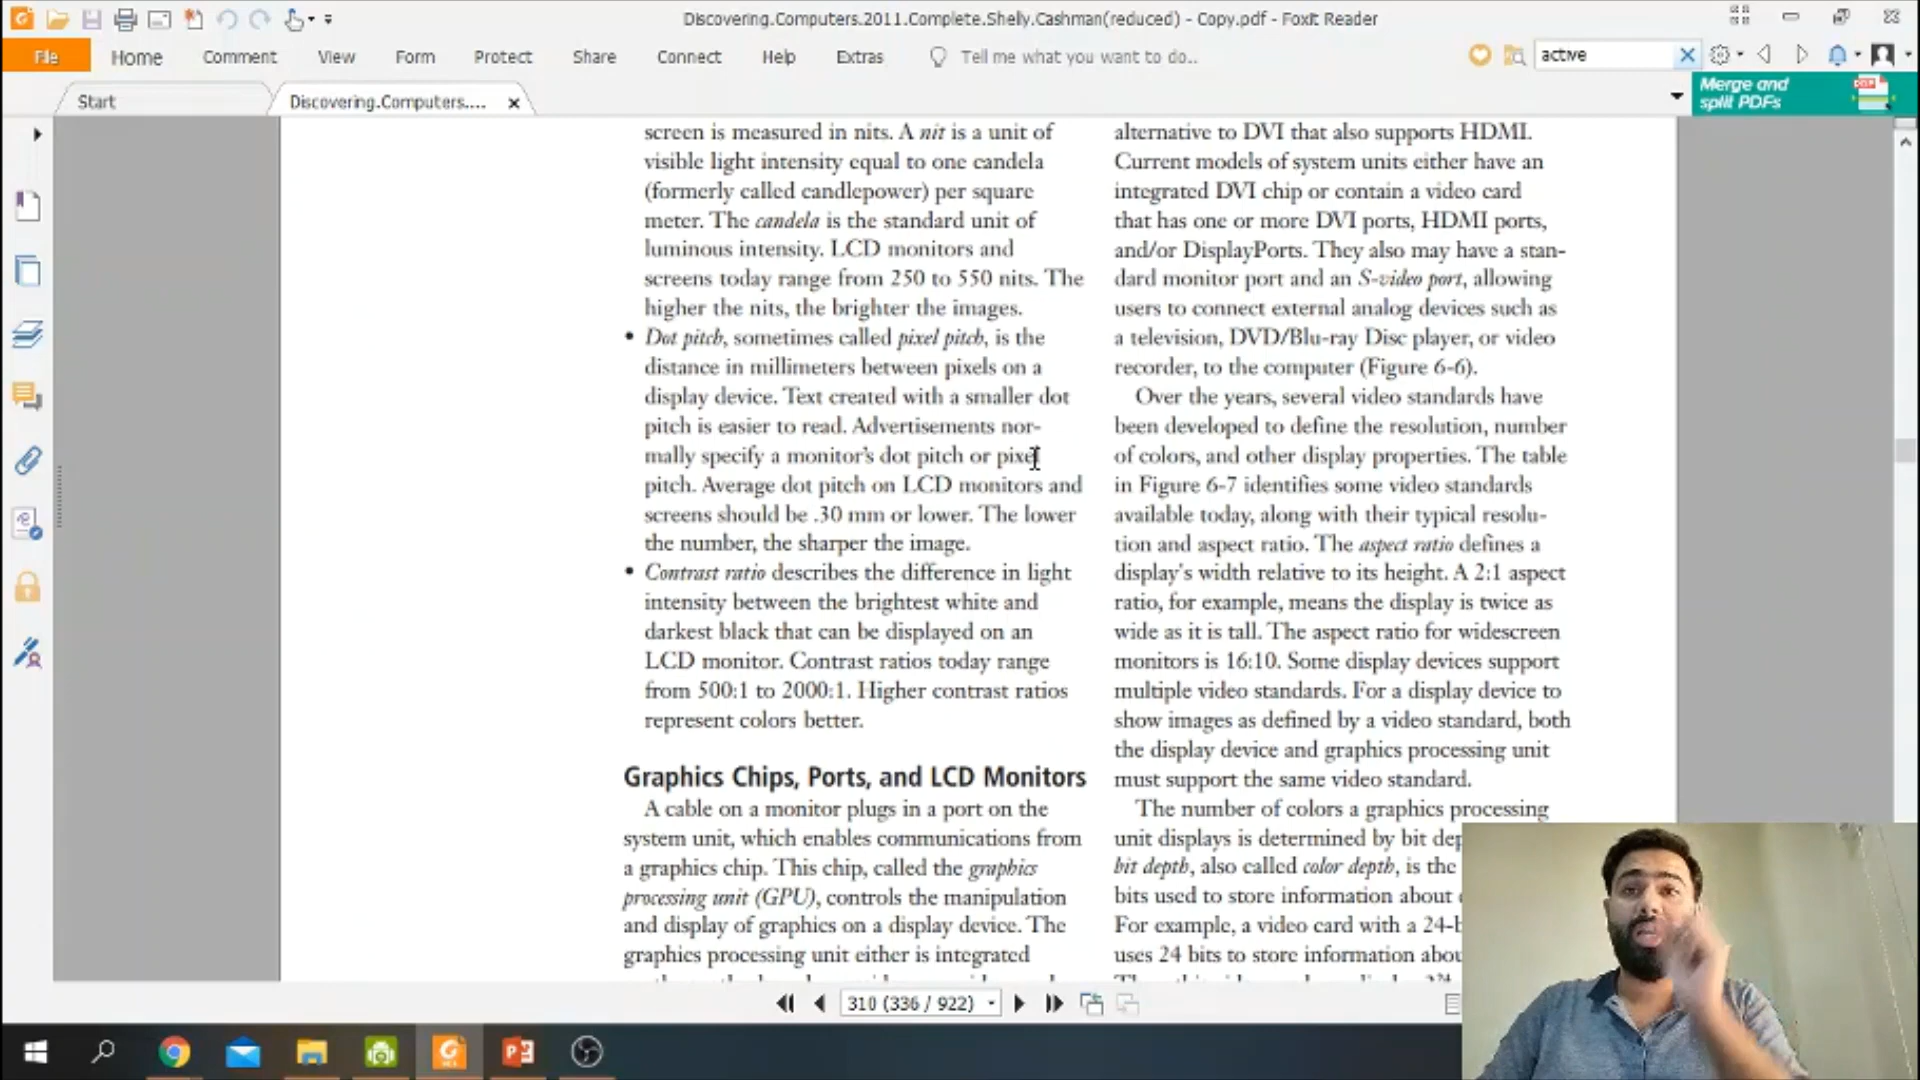 Discovering.Computers.2011.Complete.Shelly.Cashman(reduced) - Copy.pdf - Foxit Reader
File Home Comment View Form Protect Share Connect Help Extras Tell me what you want to do.. active
Start Discovering.Computers.... Merge and
split PDFs
screen is measured in nits. A nit is a unit of
visible light intensity equal to one candela
(formerly called candlepower) per square
meter. The candela is the standard unit of
luminous intensity. LCD monitors and
screens today range from 250 to 550 nits. The
higher the nits, the brighter the images.
• Dot pitch, sometimes called pixel pitch, is the
distance in millimeters between pixels on a
display device. Text created with a smaller dot
pitch is easier to read. Advertisements nor-
mally specify a monitor's dot pitch or pixel
pitch. Average dot pitch on LCD monitors and
screens should be .30 mm or lower. The lower
the number, the sharper the image.
• Contrast ratio describes the difference in light
intensity between the brightest white and
darkest black that can be displayed on an
LCD monitor. Contrast ratios today range
from 500:1 to 2000:1. Higher contrast ratios
represent colors better.
Graphics Chips, Ports, and LCD Monitors
A cable on a monitor plugs in a port on the
system unit, which enables communications from
a graphics chip. This chip, called the graphics
processing unit (GPU), controls the manipulation
and display of graphics on a display device. The
graphics processing unit either is integrated
alternative to DVI that also supports HDMI.
Current models of system units either have an
integrated DVI chip or contain a video card
that has one or more DVI ports, HDMI ports,
and/or DisplayPorts. They also may have a stan-
dard monitor port and an S-video port, allowing
users to connect external analog devices such as
a television, DVD/Blu-ray Disc player, or video
recorder, to the computer (Figure 6-6).
Over the years, several video standards have
been developed to define the resolution, number
of colors, and other display properties. The table
in Figure 6-7 identifies some video standards
available today, along with their typical resolu-
tion and aspect ratio. The aspect ratio defines a
display's width relative to its height. A 2:1 aspect
ratio, for example, means the display is twice as
wide as it is tall. The aspect ratio for widescreen
monitors is 16:10. Some display devices support
multiple video standards. For a display device to
show images as defined by a video standard, both
the display device and graphics processing unit
must support the same video standard.
The number of colors a graphics processing
unit displays is determined by bit dep
bit depth, also called color depth, is the
bits used to store information about
For example, a video card with a 24-b
uses 24 bits to store information abou
310 (336 / 922)